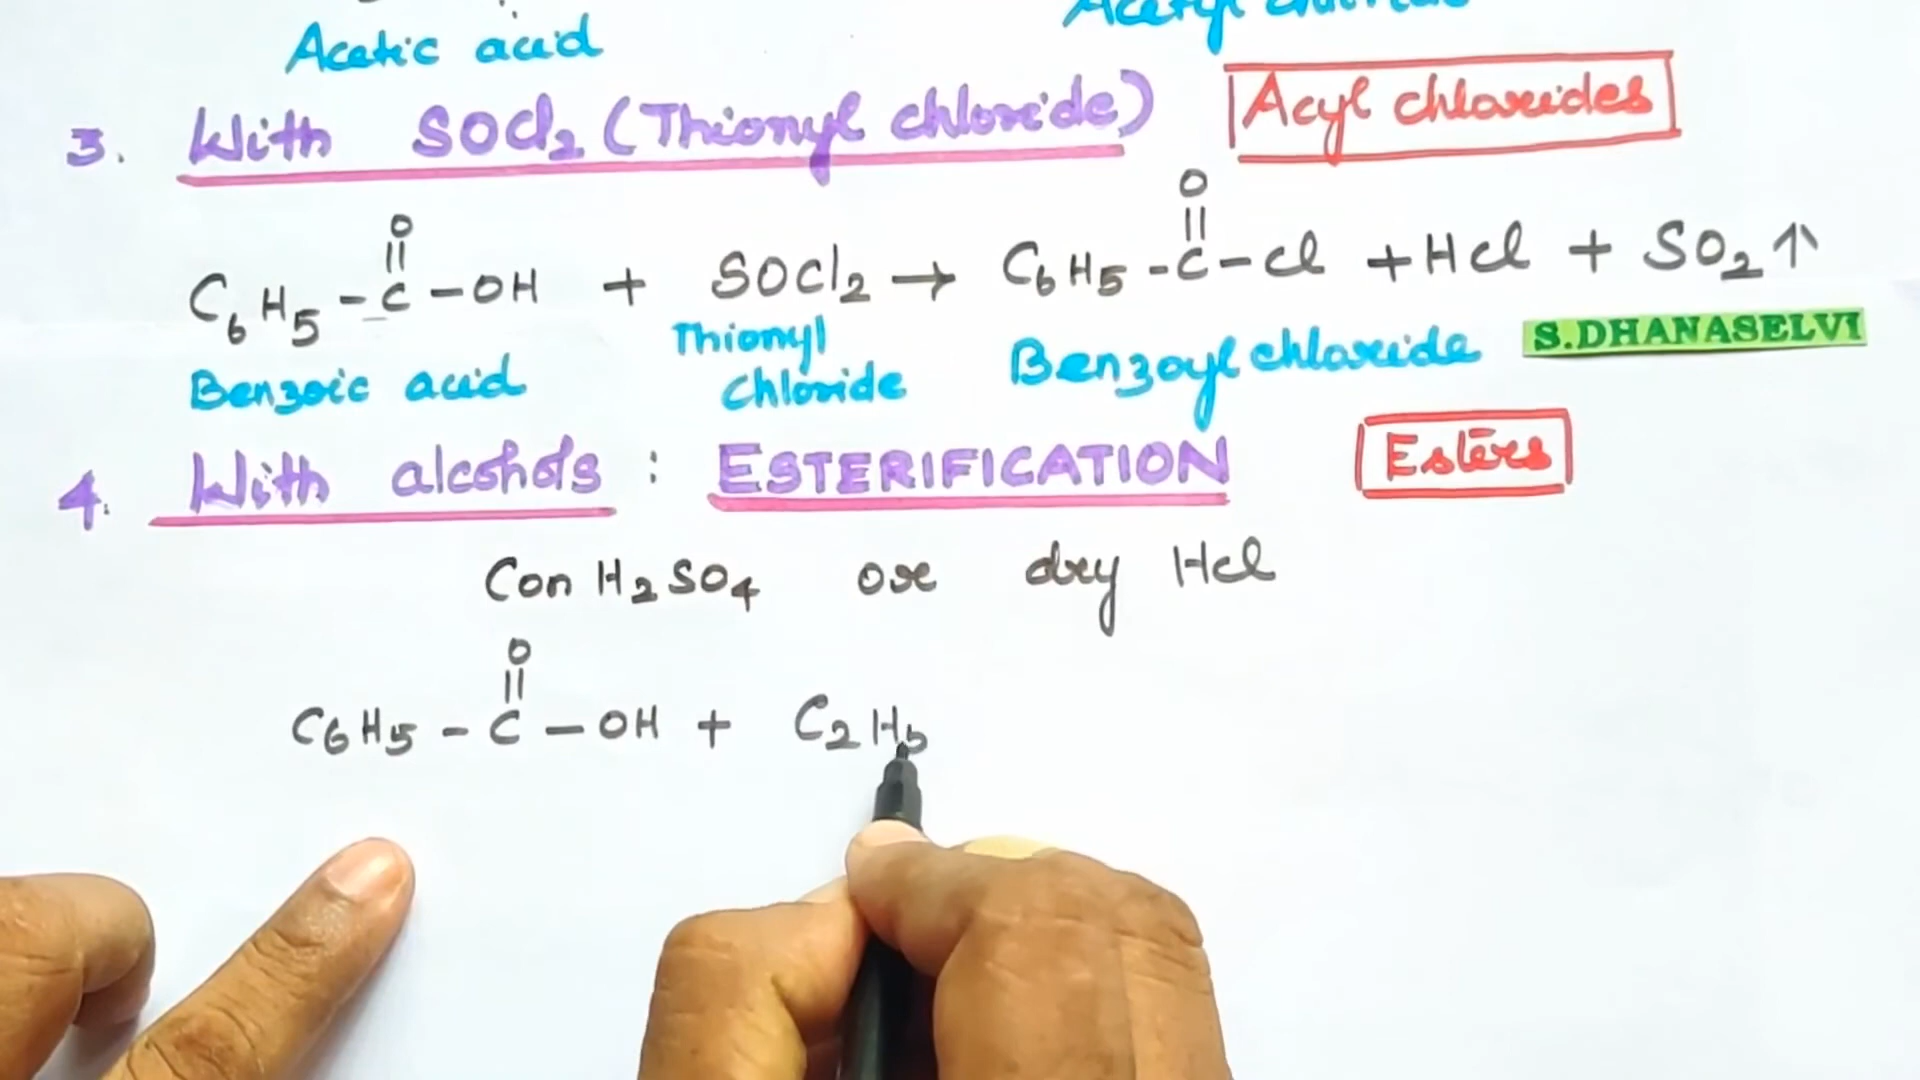 Acetic acid
3. With SOCl2 (Thionyl chloride) Acyl chlorides
O O
|| ||
C6H5-C-OH + SOCl2 → C6H5-C-Cl + HCl + SO2↑
Benzoic acid Thionyl Chloride Benzoyl chloride S.DHANASELVI
4. With alcohols : ESTERIFICATION Esters
Con H2SO4 or dry HCl
O
||
C6H5 - C - OH + C2H5